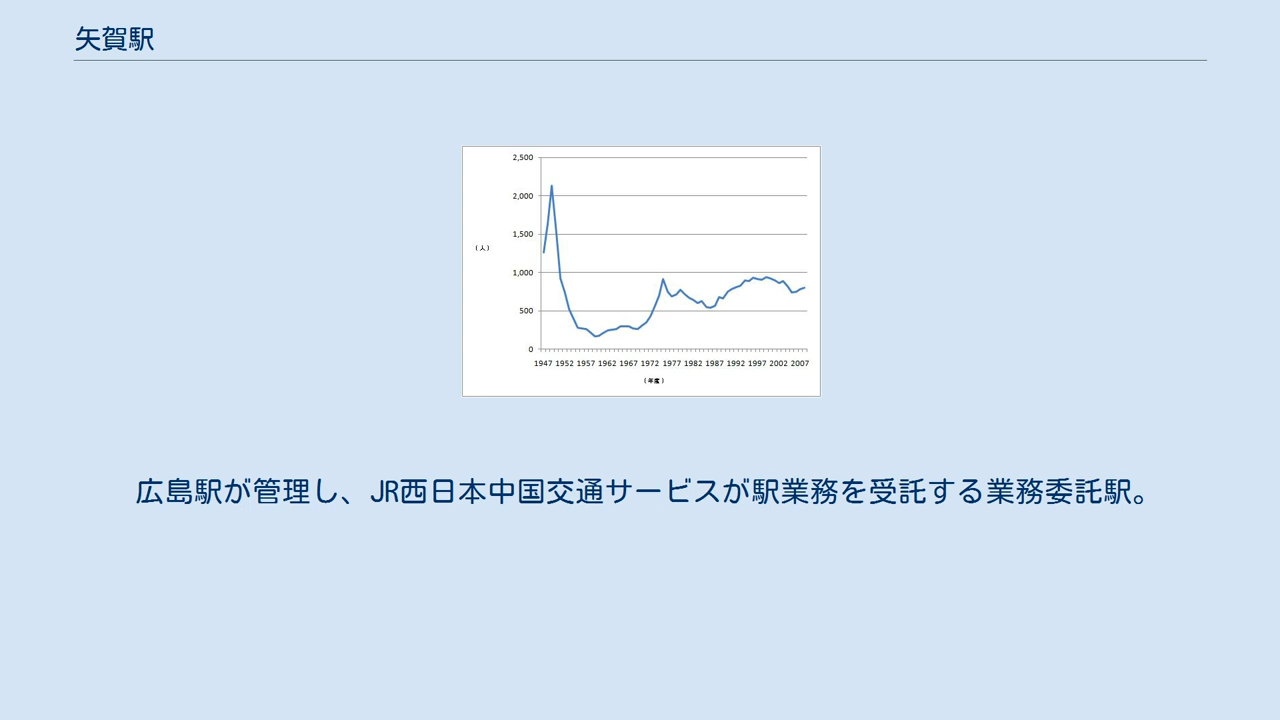 矢賀駅
2,500
2,000
1,500
（人）
1,000
500
0
1947 1952 1957 1962 1967 1972 1977 1982 1987 1992 1997 2002 2007
（年度）
広島駅が管理し、JR西日本中国交通サービスが駅業務を受託する業務委託駅。